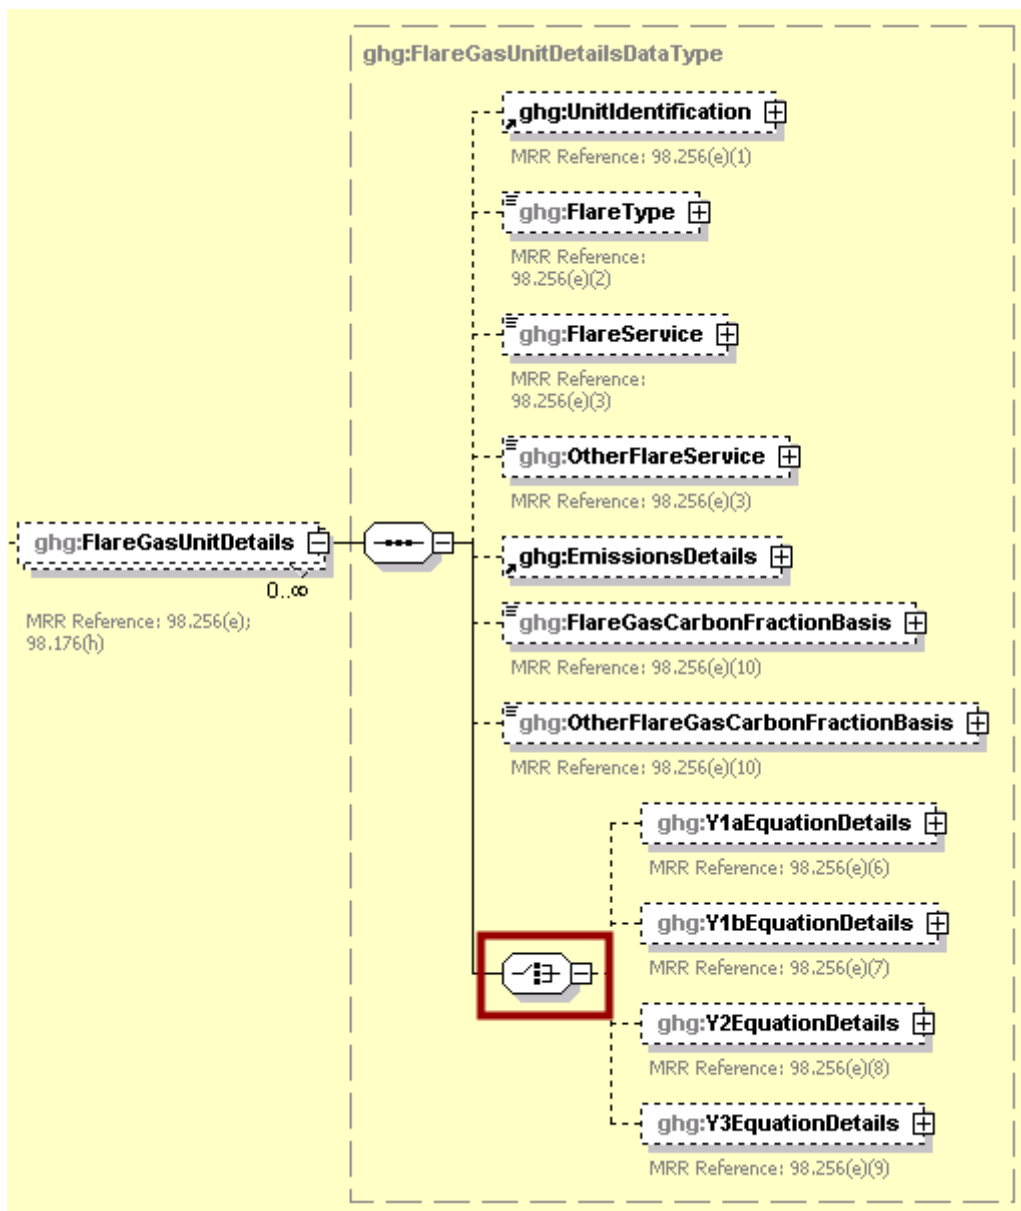 ghg:FlareGasUnitDetailsDataType
ghg:UnitIdentification
MRR Reference: 98.256(e)(1)
ghg:FlareType
MRR Reference:
98.256(e)(2)
ghg:FlareService
MRR Reference:
98.256(e)(3)
ghg:OtherFlareService
MRR Reference: 98.256(e)(3)
ghg:FlareGasUnitDetails
0..∞
MRR Reference: 98.256(e);
98.176(h)
ghg:EmissionsDetails
ghg:FlareGasCarbonFractionBasis
MRR Reference: 98.256(e)(10)
ghg:OtherFlareGasCarbonFractionBasis
MRR Reference: 98.256(e)(10)
ghg:Y1aEquationDetails
MRR Reference: 98.256(e)(6)
ghg:Y1bEquationDetails
MRR Reference: 98.256(e)(7)
ghg:Y2EquationDetails
MRR Reference: 98.256(e)(8)
ghg:Y3EquationDetails
MRR Reference: 98.256(e)(9)